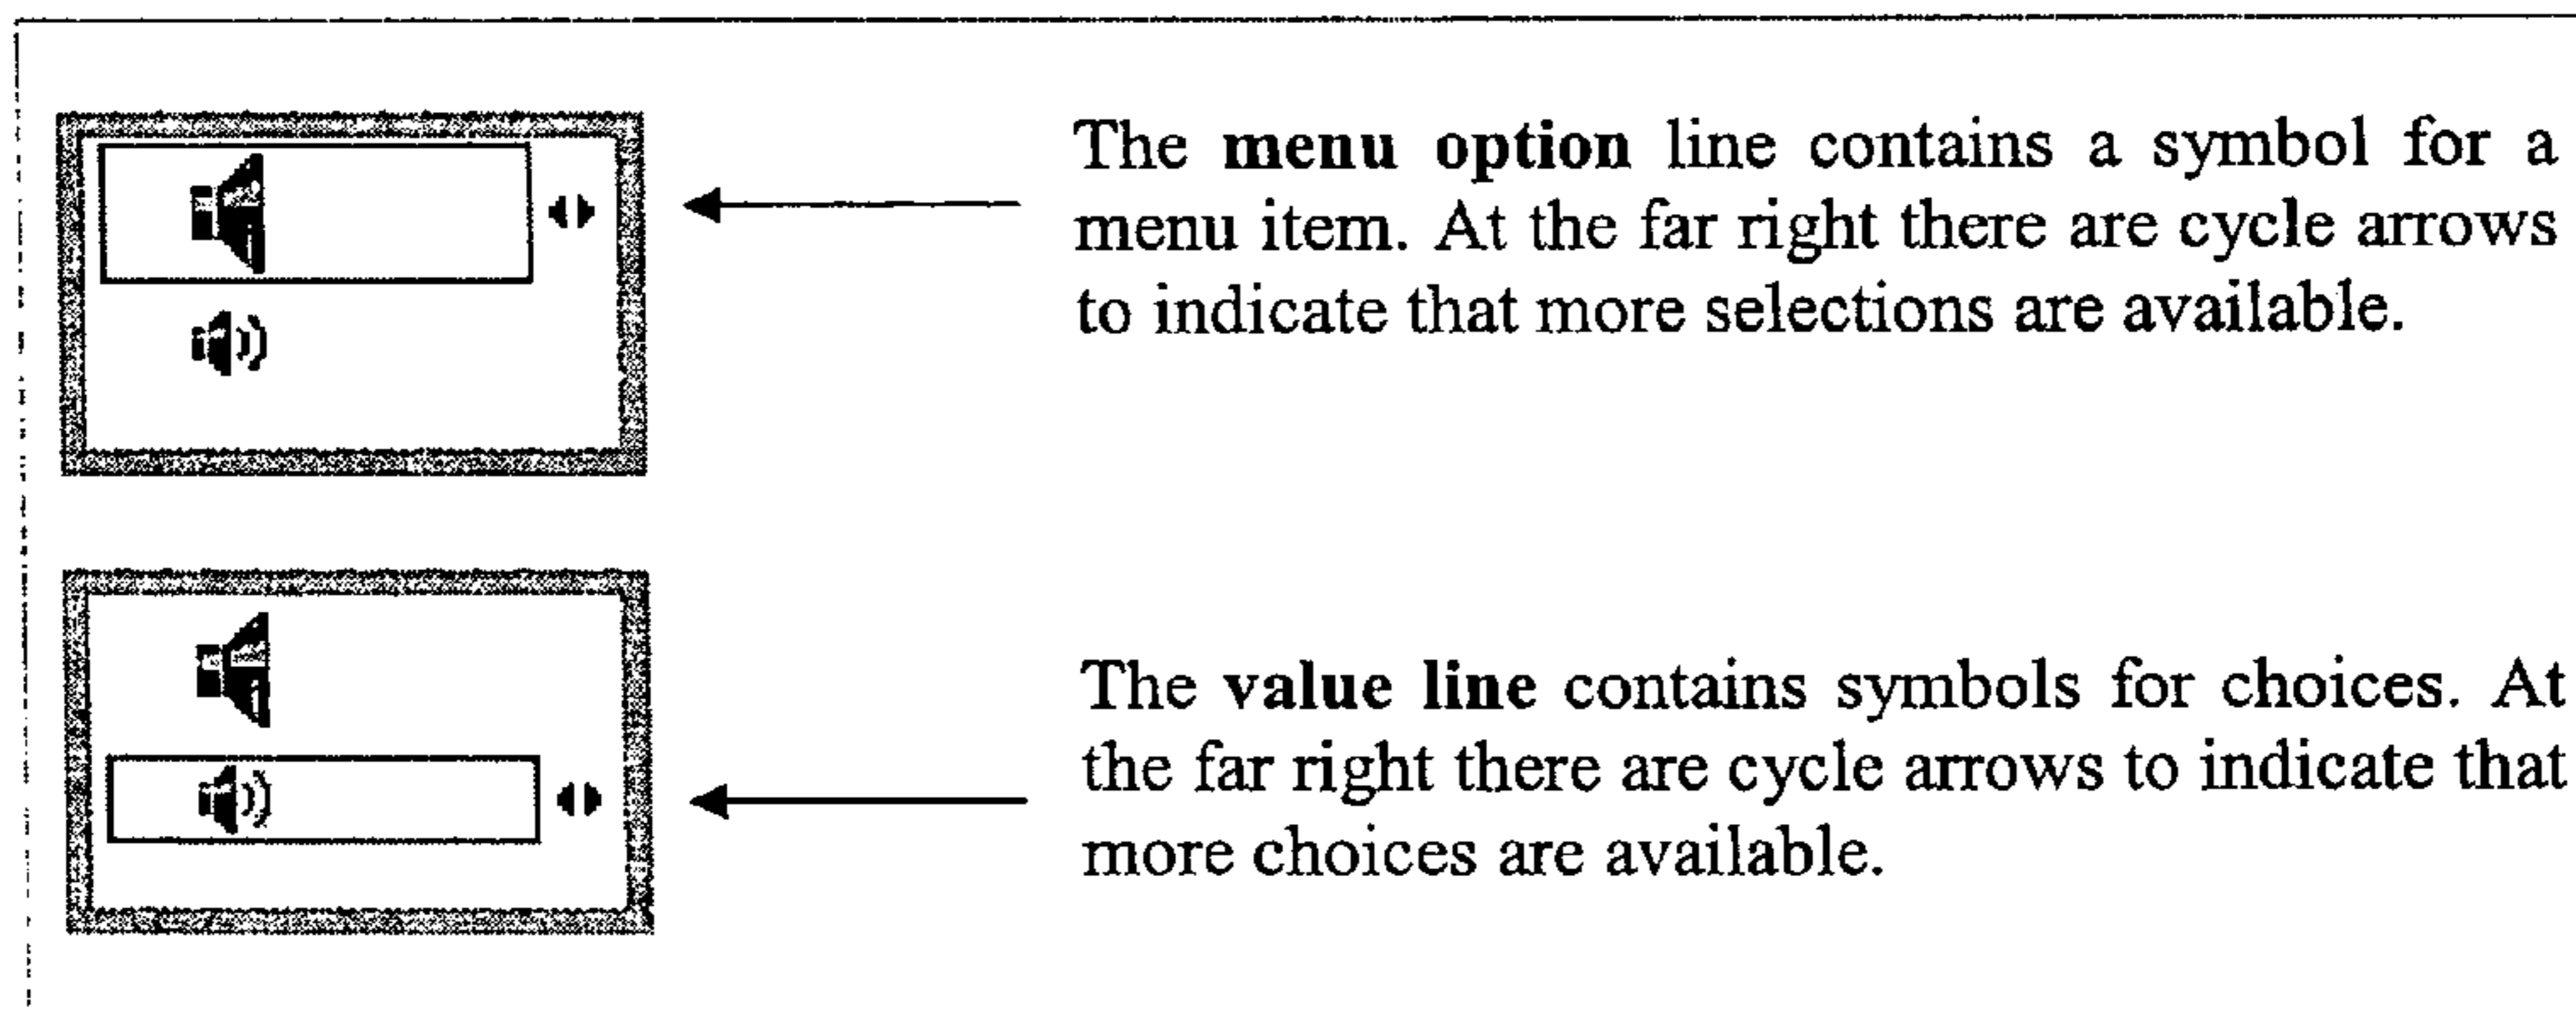 The menu option line contains a symbol for a
menu item. At the far right there are cycle arrows
to indicate that more selections are available.
The value line contains symbols for choices. At
the far right there are cycle arrows to indicate that
more choices are available.